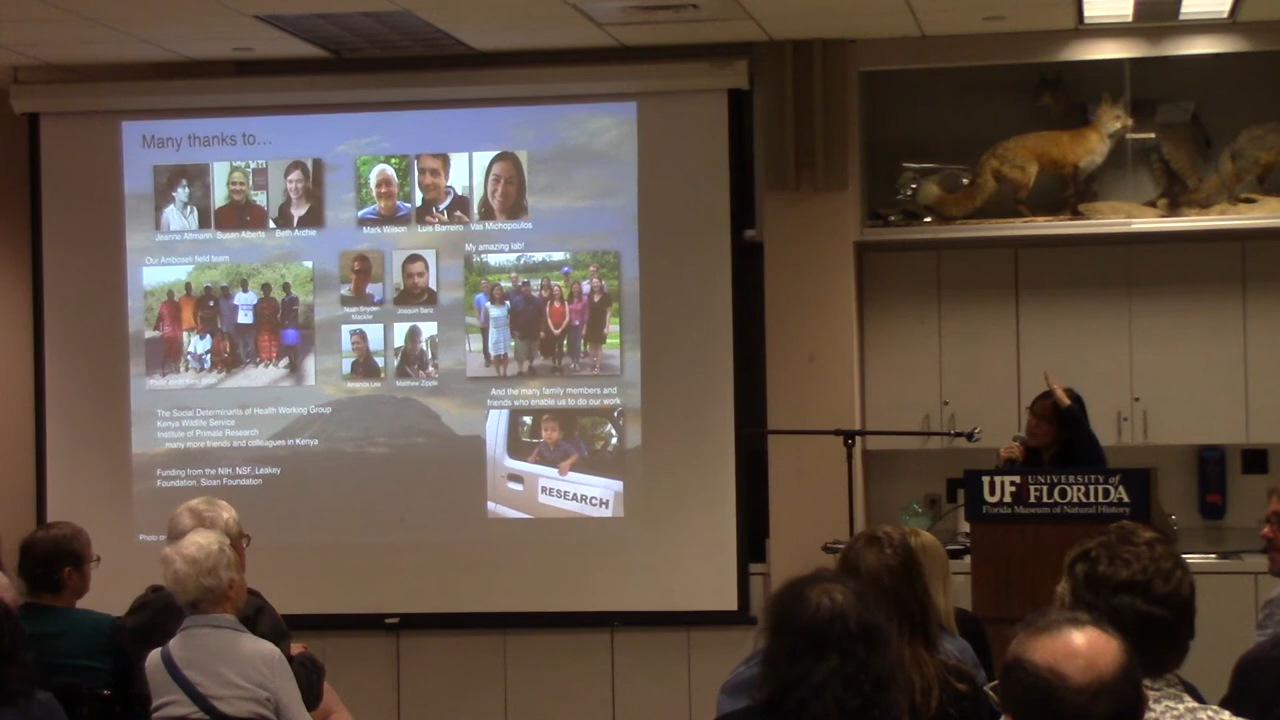 Many thanks to…
Jeanne Altmann Susan Alberts Beth Archie
Mark Wilson Luis Barreiro Vas Michopoulos
Our Amboseli field team
Noah Snyder-
Mackler
Joaquin Sanz
Amanda Lea
Matthew Zipple
My amazing lab!
And the many family members and
friends who enable us to do our work
The Social Determinants of Health Working Group
Kenya Wildlife Service
Institute of Primate Research
many more friends and colleagues in Kenya
Funding from the NIH, NSF, Leakey
Foundation, Sloan Foundation
RESEARCH
Photo
UF UNIVERSITY of
FLORIDA
Florida Museum of Natural History